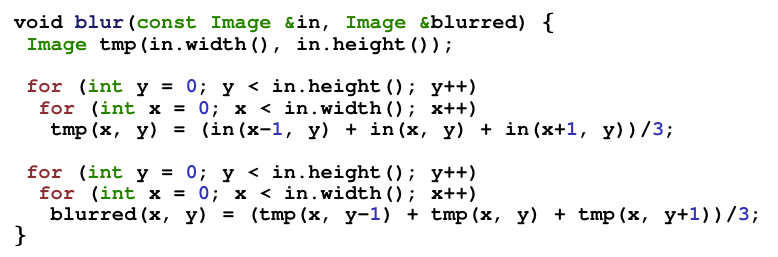 void blur(const Image &in, Image &blurred) {
 Image tmp(in.width(), in.height());

 for (int y = 0; y < in.height(); y++)
  for (int x = 0; x < in.width(); x++)
   tmp(x, y) = (in(x-1, y) + in(x, y) + in(x+1, y))/3;

 for (int y = 0; y < in.height(); y++)
  for (int x = 0; x < in.width(); x++)
   blurred(x, y) = (tmp(x, y-1) + tmp(x, y) + tmp(x, y+1))/3;
}